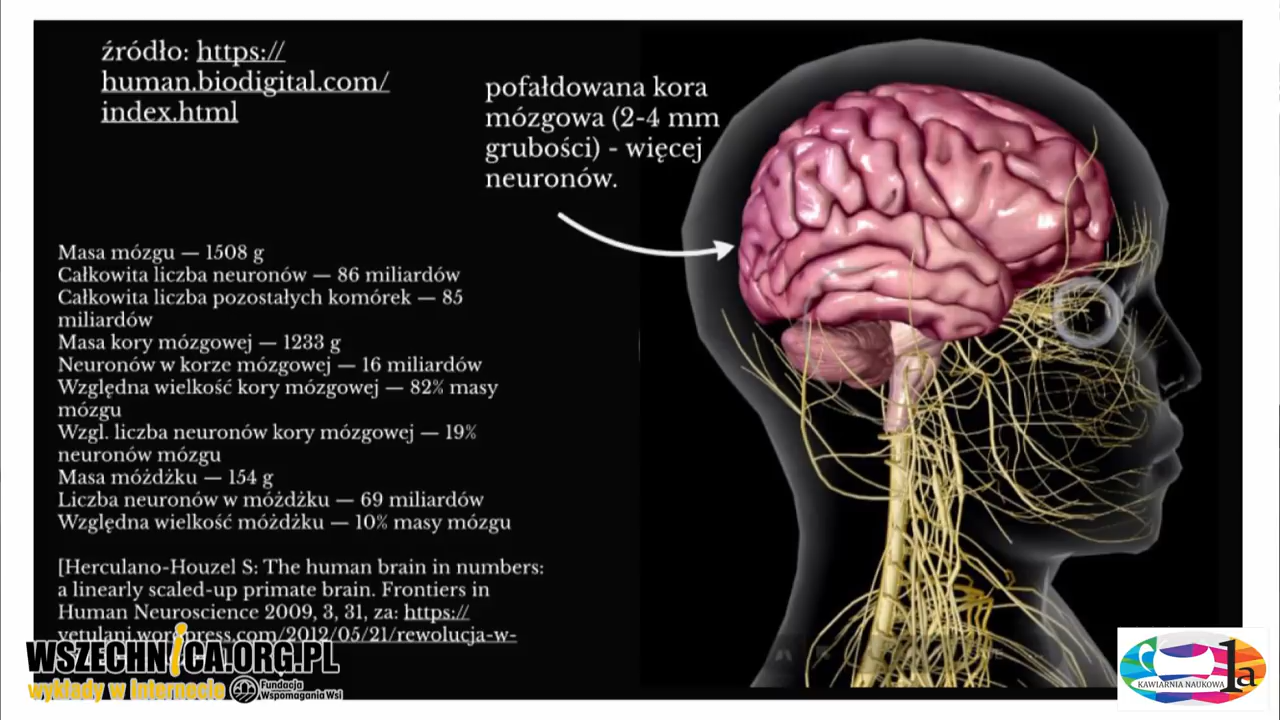 źródło: https://
human.biodigital.com/
index.html
pofałdowana kora
mózgowa (2-4 mm
grubości) - więcej
neuronów.
Masa mózgu — 1508 g
Całkowita liczba neuronów — 86 miliardów
Całkowita liczba pozostałych komórek — 85
miliardów
Masa kory mózgowej — 1233 g
Neuronów w korze mózgowej — 16 miliardów
Względna wielkość kory mózgowej — 82% masy
mózgu
Wzgl. liczba neuronów kory mózgowej — 19%
neuronów mózgu
Masa móżdżku — 154 g
Liczba neuronów w móżdżku — 69 miliardów
Względna wielkość móżdżku — 10% masy mózgu
[Herculano-Houzel S: The human brain in numbers:
a linearly scaled-up primate brain. Frontiers in
Human Neuroscience 2009, 3, 31, za: https://
vetulani.wordpress.com/2012/05/21/rewolucja-w-
WSZECHNICA.ORG.PL
wykłady w internecie
Fundacja
Wspomagania Wsi
KAWIARNIA NAUKOWA
1a